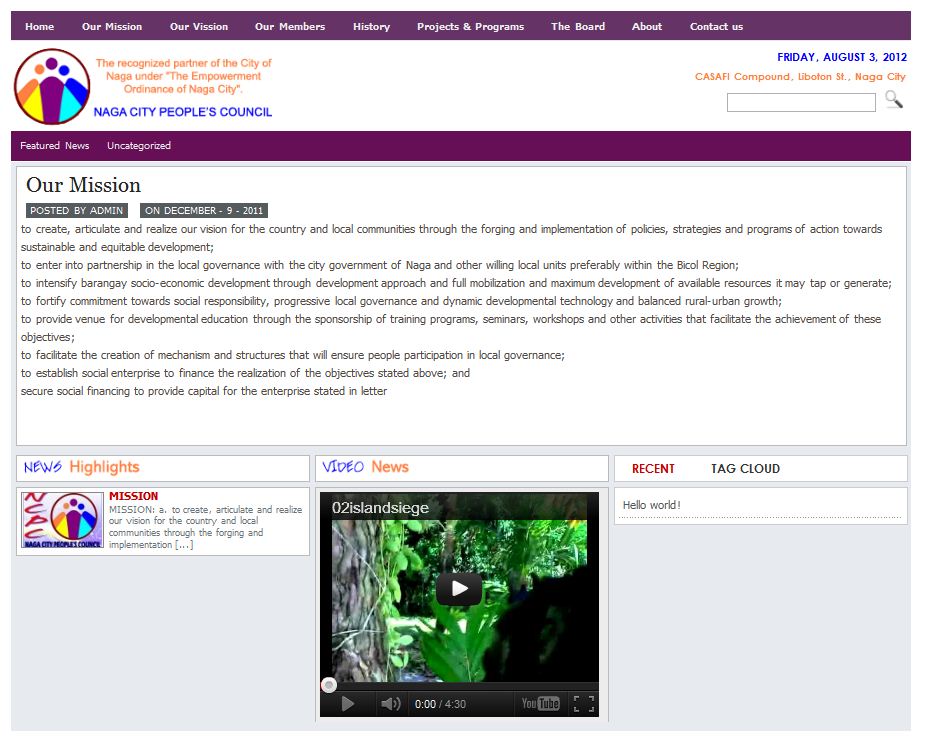 Home Our Mission Our Vission Our Members History Projects & Programs The Board About Contact us
The recognized partner of the City of
Naga under "The Empowerment
Ordinance of Naga City".
NAGA CITY PEOPLE'S COUNCIL
FRIDAY, AUGUST 3, 2012
CASAFI Compound, Liboton St., Naga City
Featured News Uncategorized
Our Mission
POSTED BY ADMIN ON DECEMBER - 9 - 2011
to create, articulate and realize our vision for the country and local communities through the forging and implementation of policies, strategies and programs of action towards
sustainable and equitable development;
to enter into partnership in the local governance with the city government of Naga and other willing local units preferably within the Bicol Region;
to intensify barangay socio-economic development through development approach and full mobilization and maximum development of available resources it may tap or generate;
to fortify commitment towards social responsibility, progressive local governance and dynamic developmental technology and balanced rural-urban growth;
to provide venue for developmental education through the sponsorship of training programs, seminars, workshops and other activities that facilitate the achievement of these
objectives;
to facilitate the creation of mechanism and structures that will ensure people participation in local governance;
to establish social enterprise to finance the realization of the objectives stated above; and
secure social financing to provide capital for the enterprise stated in letter
NEWS Highlights
NCPC
NAGA CITY PEOPLE'S COUNCIL
MISSION
MISSION: a. to create, articulate and realize
our vision for the country and local
communities through the forging and
implementation [...]
VIDEO News
02islandsiege
0:00 / 4:30
YouTube
RECENT TAG CLOUD
Hello world!